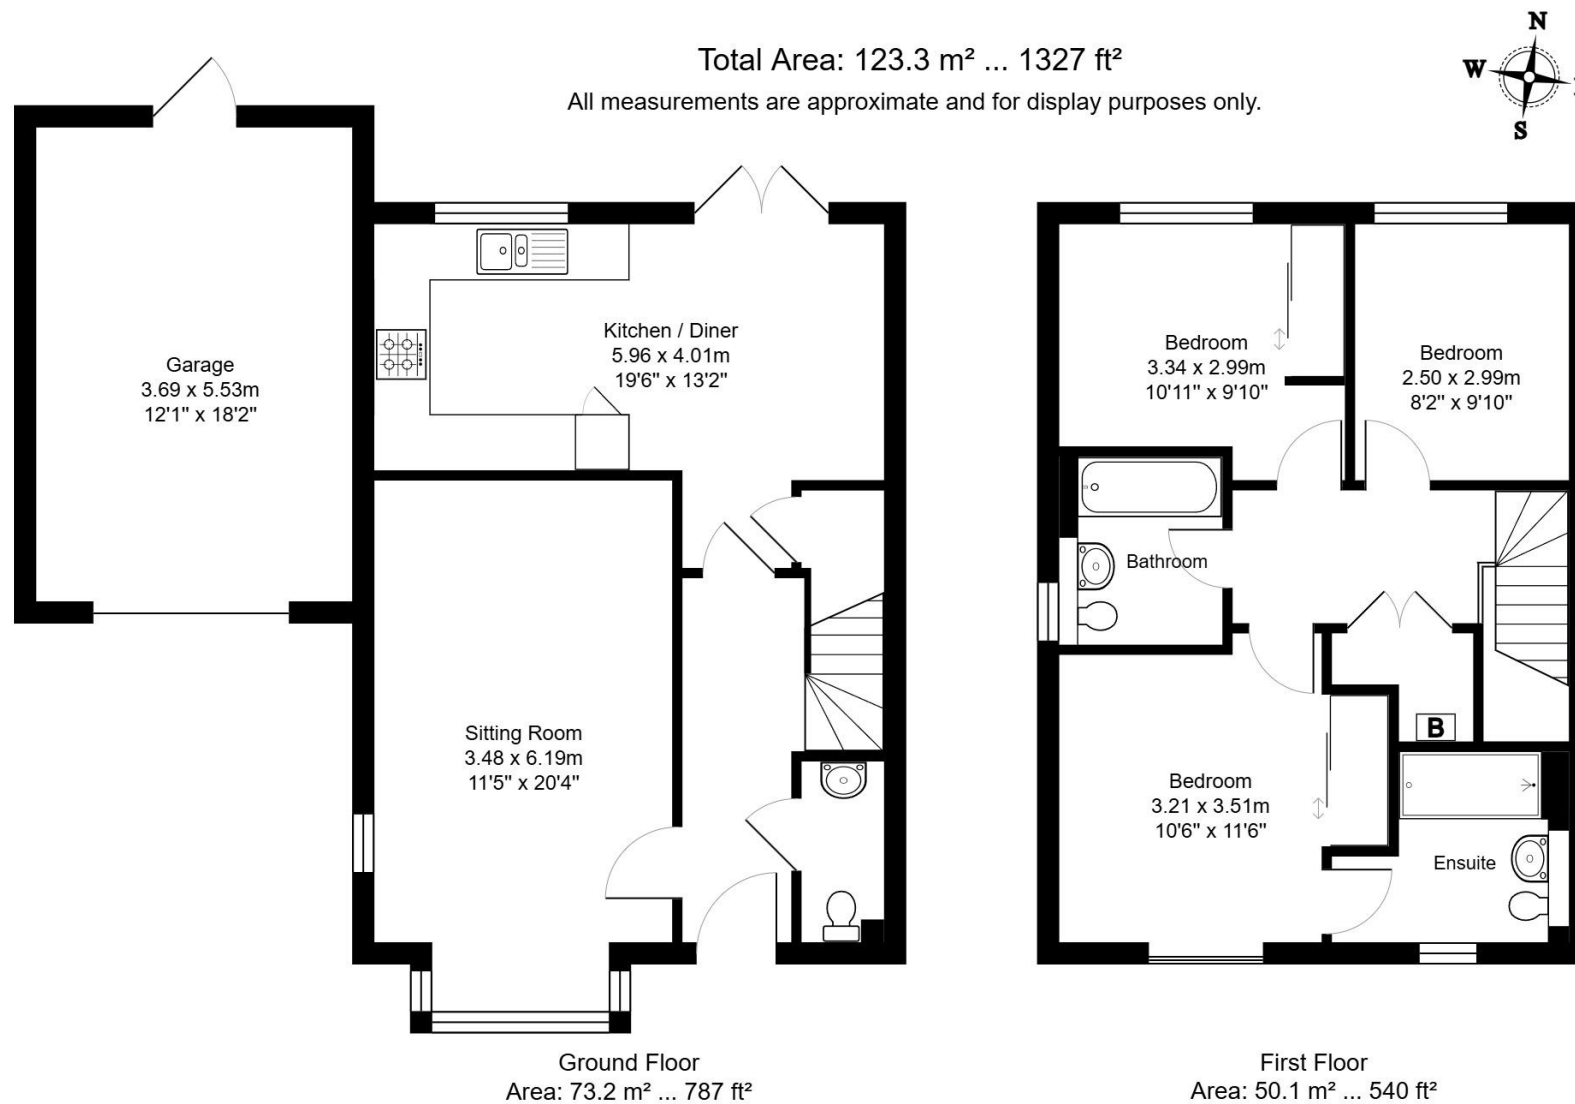 Total Area: 123.3 m² ... 1327 ft²
All measurements are approximate and for display purposes only.
N
W
S
Garage
3.69 x 5.53m
12'1" x 18'2"
Kitchen / Diner
5.96 x 4.01m
19'6" x 13'2"
Sitting Room
3.48 x 6.19m
11'5" x 20'4"
Bedroom
3.34 x 2.99m
10'11" x 9'10"
Bedroom
2.50 x 2.99m
8'2" x 9'10"
Bathroom
B
Bedroom
3.21 x 3.51m
10'6" x 11'6"
Ensuite
Ground Floor
Area: 73.2 m² ... 787 ft²
First Floor
Area: 50.1 m² ... 540 ft²